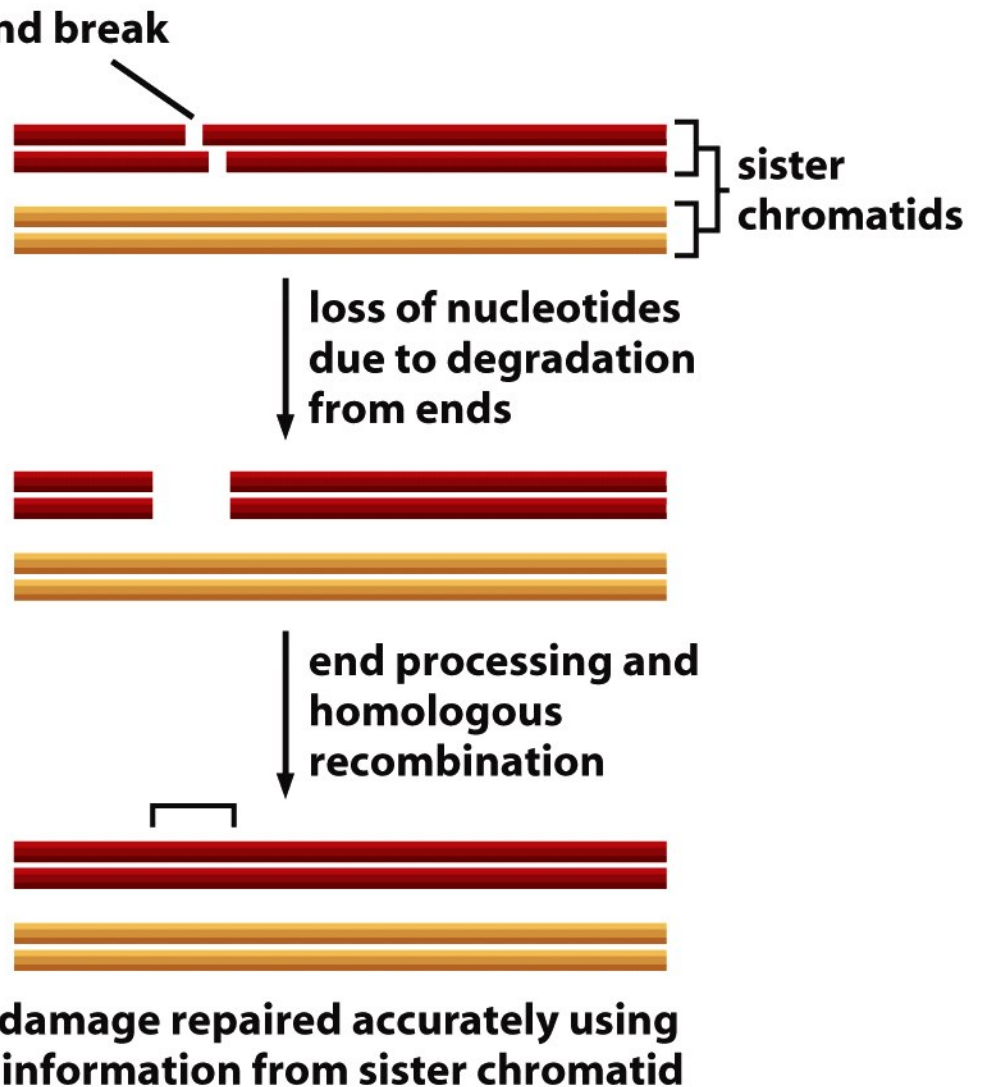 nd break
sister
chromatids
loss of nucleotides
due to degradation
from ends
end processing and
homologous
recombination
damage repaired accurately using
information from sister chromatid